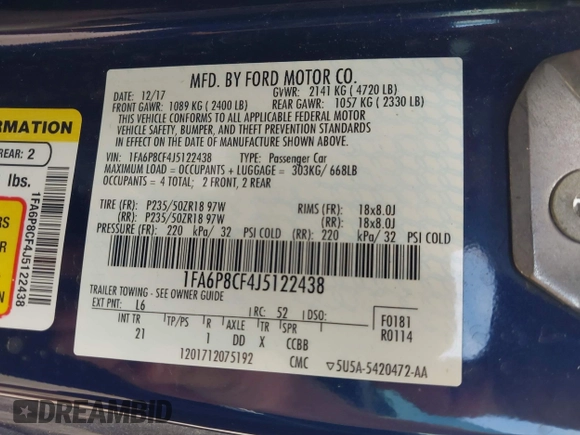 MFD. BY FORD MOTOR CO.
DATE: 12/17 GVWR: 2141 KG ( 4720 LB)
FRONT GAWR: 1089 KG ( 2400 LB) REAR GAWR: 1057 KG ( 2330 LB)
THIS VEHICLE CONFORMS TO ALL APPLICABLE FEDERAL MOTOR
VEHICLE SAFETY, BUMPER, AND THEFT PREVENTION STANDARDS
IN EFFECT ON THE DATE OF MANUFACTURE SHOWN ABOVE.
VIN: 1FA6P8CF4J5122438 TYPE: Passenger Car
MAXIMUM LOAD = OCCUPANTS + LUGGAGE = 303KG/ 668LB
OCCUPANTS = 4 TOTAL; 2 FRONT, 2 REAR
TIRE (FR): P235/50ZR18 97W RIMS (FR): 18x8.0J
(RR): P235/50ZR18 97W (RR): 18x8.0J
PRESSURE (FR): 220 kPa/ 32 PSI COLD (RR): 220 kPa/ 32 PSI COLD
1FA6P8CF4J5122438
TRAILER TOWING - SEE OWNER GUIDE
EXT PNT: L6 RC: 52 DSO:
F0181
R0114
INT TR TP/PS R AXLE TR SPR
21 1 DD X CCBB
1201712075192 CMC 5U5A-5420472-AA
ORMATION
REAR: 2
lbs.
1FA6P8CF4J5122438
DREAMBID